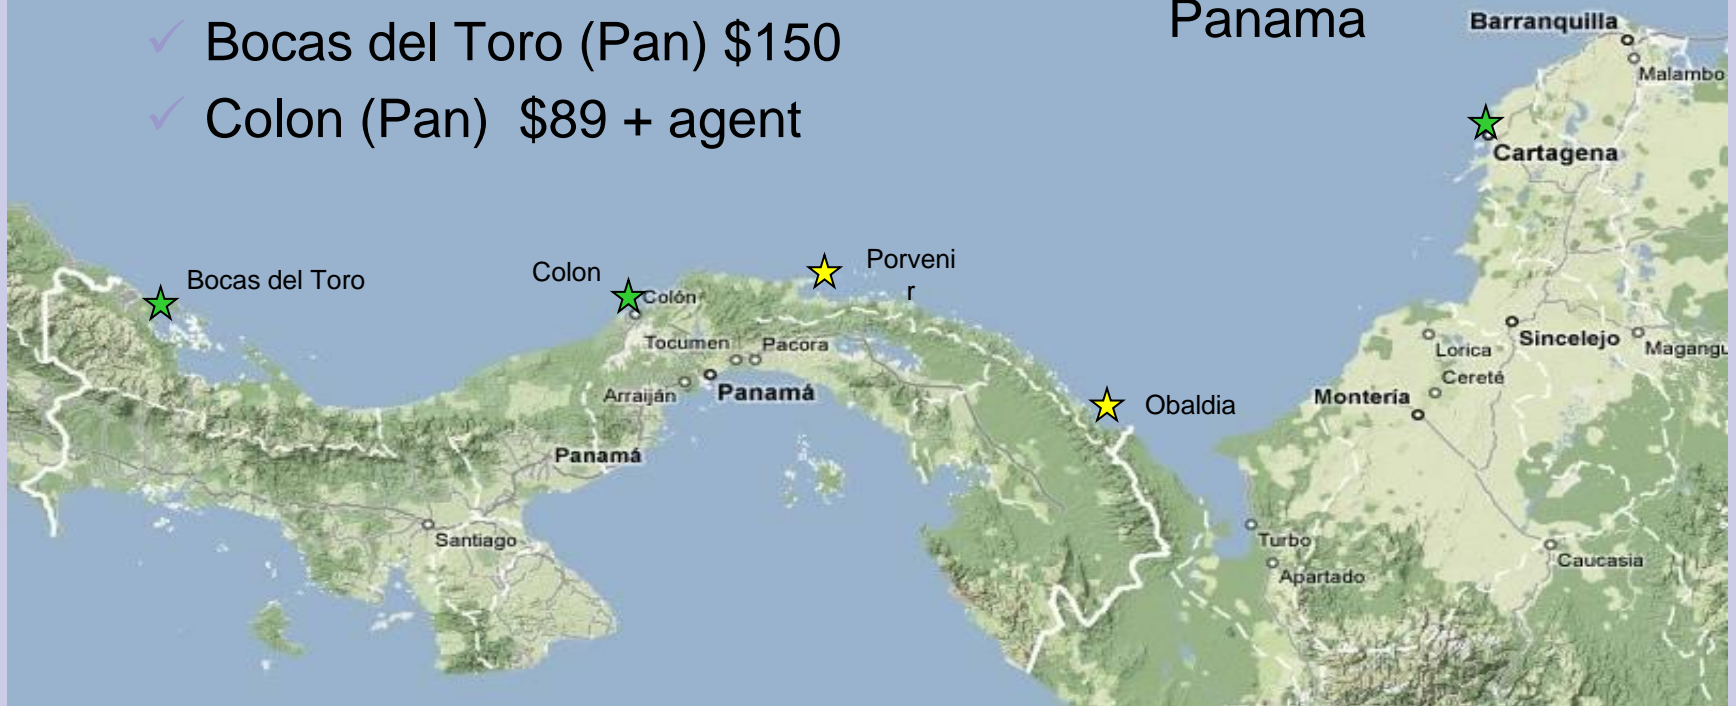 Panama
Bocas del Toro (Pan) $150
Colon (Pan) $89 + agent
Barranquilla
Malambo
Cartagena
Bocas del Toro
Colon
Colón
Porveni
r
Tocumen
Pacora
Arraiján
Panamá
Panamá
Santiago
Obaldia
Lorica
Sincelejo
Magangu
Cereté
Montería
Turbo
Apartado
Caucasia